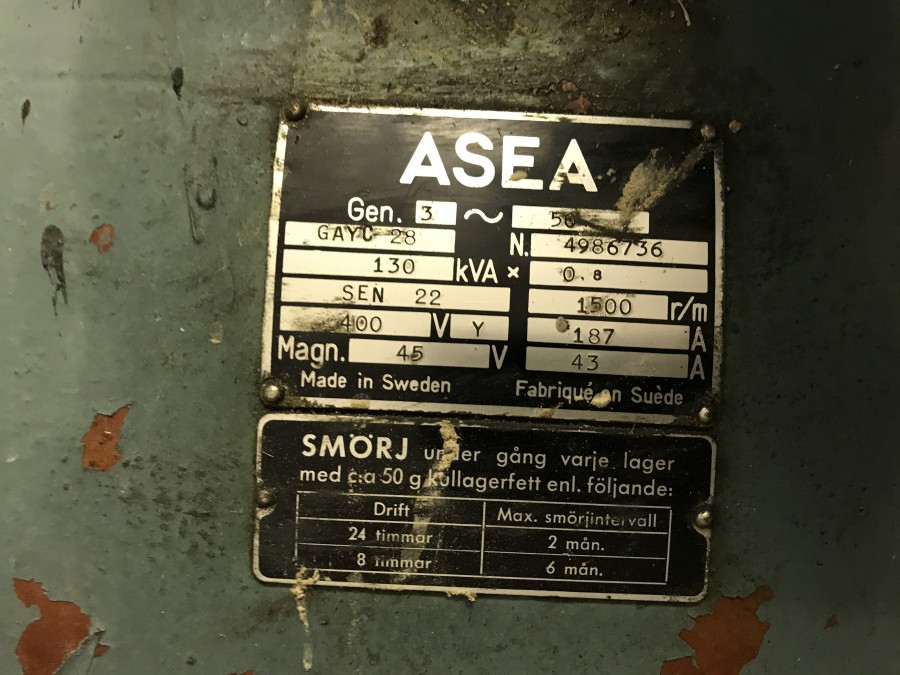 ASEA
Gen. 3 ~ 50
GAYC 28 N. 4986736
130 kVA × 0.8
SEN 22 1500 r/m
400 V Y 187 A
Magn. 45 V 43 A
Made in Sweden Fabriqué en Suède
SMÖRJ under gång varje lager
med c:a 50 g kullagerfett enl. följande:
Drift Max. smörjintervall
24 timmar 2 mån.
8 timmar 6 mån.